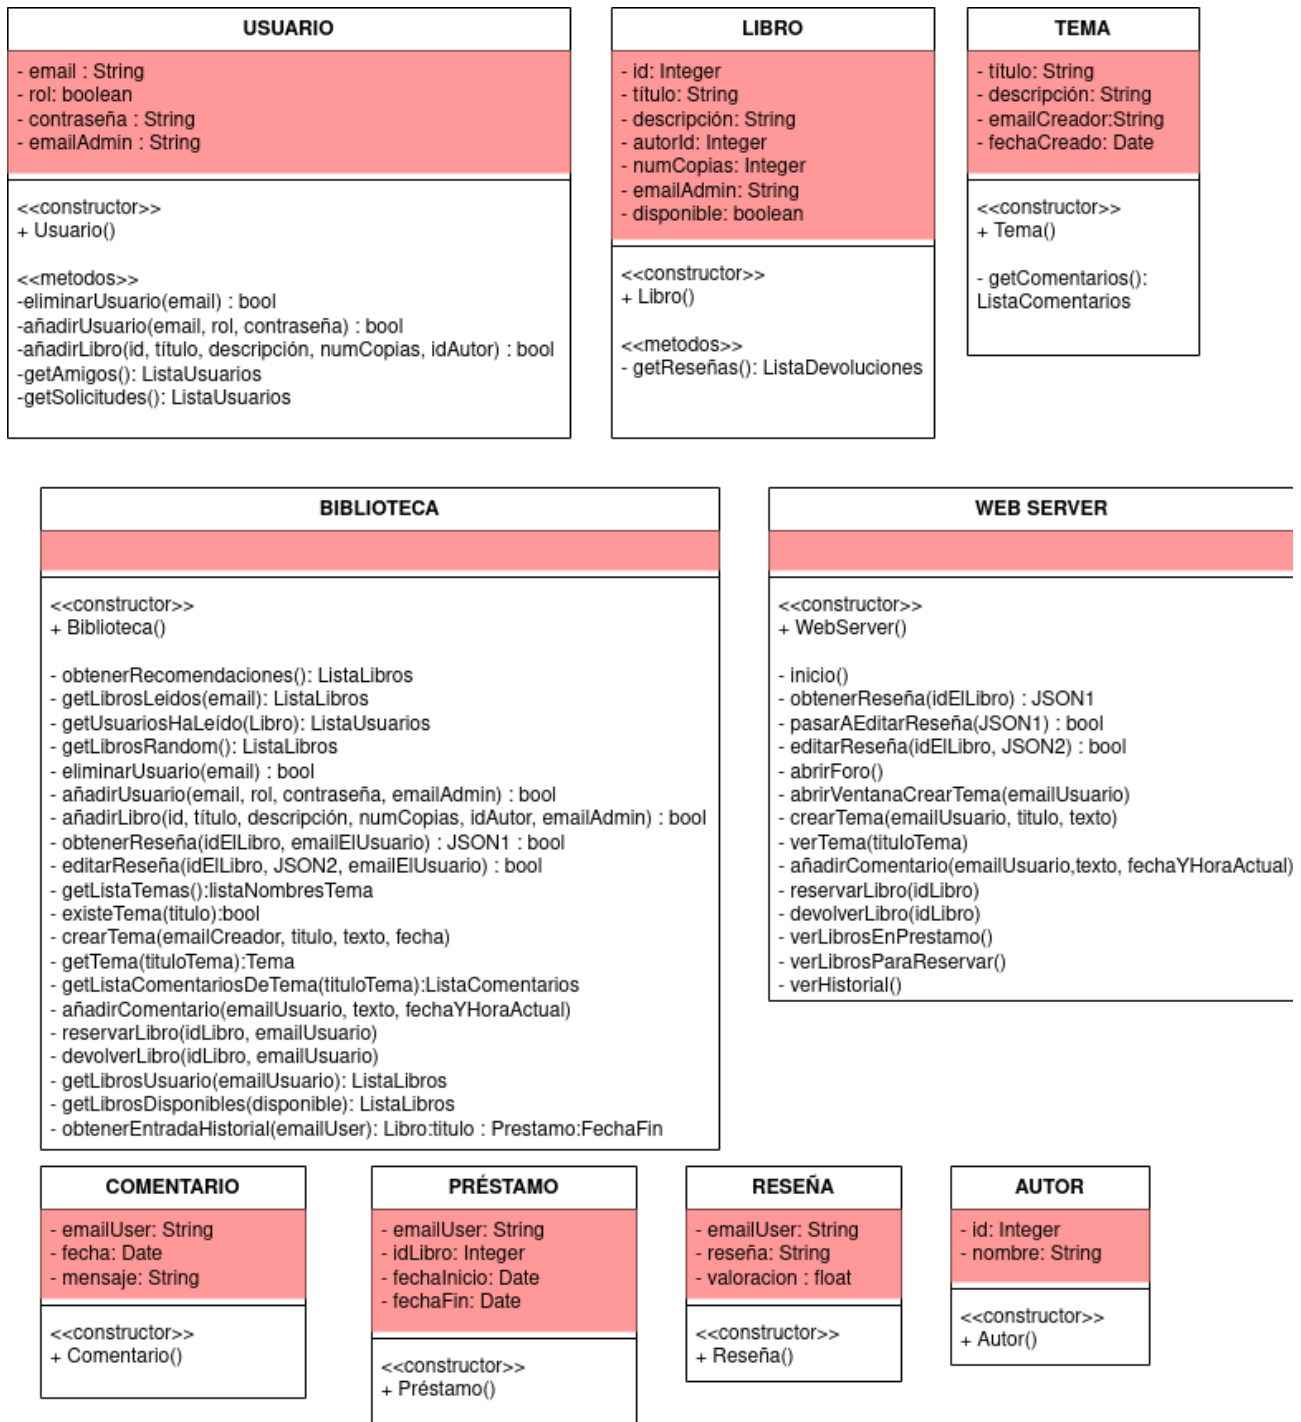 USUARIO
- email : String
- rol: boolean
- contraseña : String
- emailAdmin : String
<<constructor>>
+ Usuario()
<<metodos>>
-eliminarUsuario(email) : bool
-añadirUsuario(email, rol, contraseña) : bool
-añadirLibro(id, título, descripción, numCopias, idAutor) : bool
-getAmigos(): ListaUsuarios
-getSolicitudes(): ListaUsuarios
LIBRO
- id: Integer
- título: String
- descripción: String
- autorId: Integer
- numCopias: Integer
- emailAdmin: String
- disponible: boolean
<<constructor>>
+ Libro()
<<metodos>>
- getReseñas(): ListaDevoluciones
TEMA
- título: String
- descripción: String
- emailCreador:String
- fechaCreado: Date
<<constructor>>
+ Tema()
- getComentarios():
ListaComentarios
BIBLIOTECA
<<constructor>>
+ Biblioteca()
- obtenerRecomendaciones(): ListaLibros
- getLibrosLeidos(email): ListaLibros
- getUsuariosHaLeído(Libro): ListaUsuarios
- getLibrosRandom(): ListaLibros
- eliminarUsuario(email) : bool
- añadirUsuario(email, rol, contraseña, emailAdmin) : bool
- añadirLibro(id, título, descripción, numCopias, idAutor, emailAdmin) : bool
- obtenerReseña(idElLibro, emailElUsuario) : JSON1 : bool
- editarReseña(idElLibro, JSON2, emailElUsuario) : bool
- getListaTemas():listaNombresTema
- existeTema(titulo):bool
- crearTema(emailCreador, titulo, texto, fecha)
- getTema(tituloTema):Tema
- getListaComentariosDeTema(tituloTema):ListaComentarios
- añadirComentario(emailUsuario, texto, fechaYHoraActual)
- reservarLibro(idLibro, emailUsuario)
- devolverLibro(idLibro, emailUsuario)
- getLibrosUsuario(emailUsuario): ListaLibros
- getLibrosDisponibles(disponible): ListaLibros
- obtenerEntradaHistorial(emailUser): Libro:titulo : Prestamo:FechaFin
WEB SERVER
<<constructor>>
+ WebServer()
- inicio()
- obtenerReseña(idElLibro) : JSON1
- pasarAEditarReseña(JSON1) : bool
- editarReseña(idElLibro, JSON2) : bool
- abrirForo()
- abrirVentanaCrearTema(emailUsuario)
- crearTema(emailUsuario, titulo, texto)
- verTema(tituloTema)
- añadirComentario(emailUsuario,texto, fechaYHoraActual)
- reservarLibro(idLibro)
- devolverLibro(idLibro)
- verLibrosEnPrestamo()
- verLibrosParaReservar()
- verHistorial()
COMENTARIO
- emailUser: String
- fecha: Date
- mensaje: String
<<constructor>>
+ Comentario()
PRÉSTAMO
- emailUser: String
- idLibro: Integer
- fechaInicio: Date
- fechaFin: Date
<<constructor>>
+ Préstamo()
RESEÑA
- emailUser: String
- reseña: String
- valoracion : float
<<constructor>>
+ Reseña()
AUTOR
- id: Integer
- nombre: String
<<constructor>>
+ Autor()